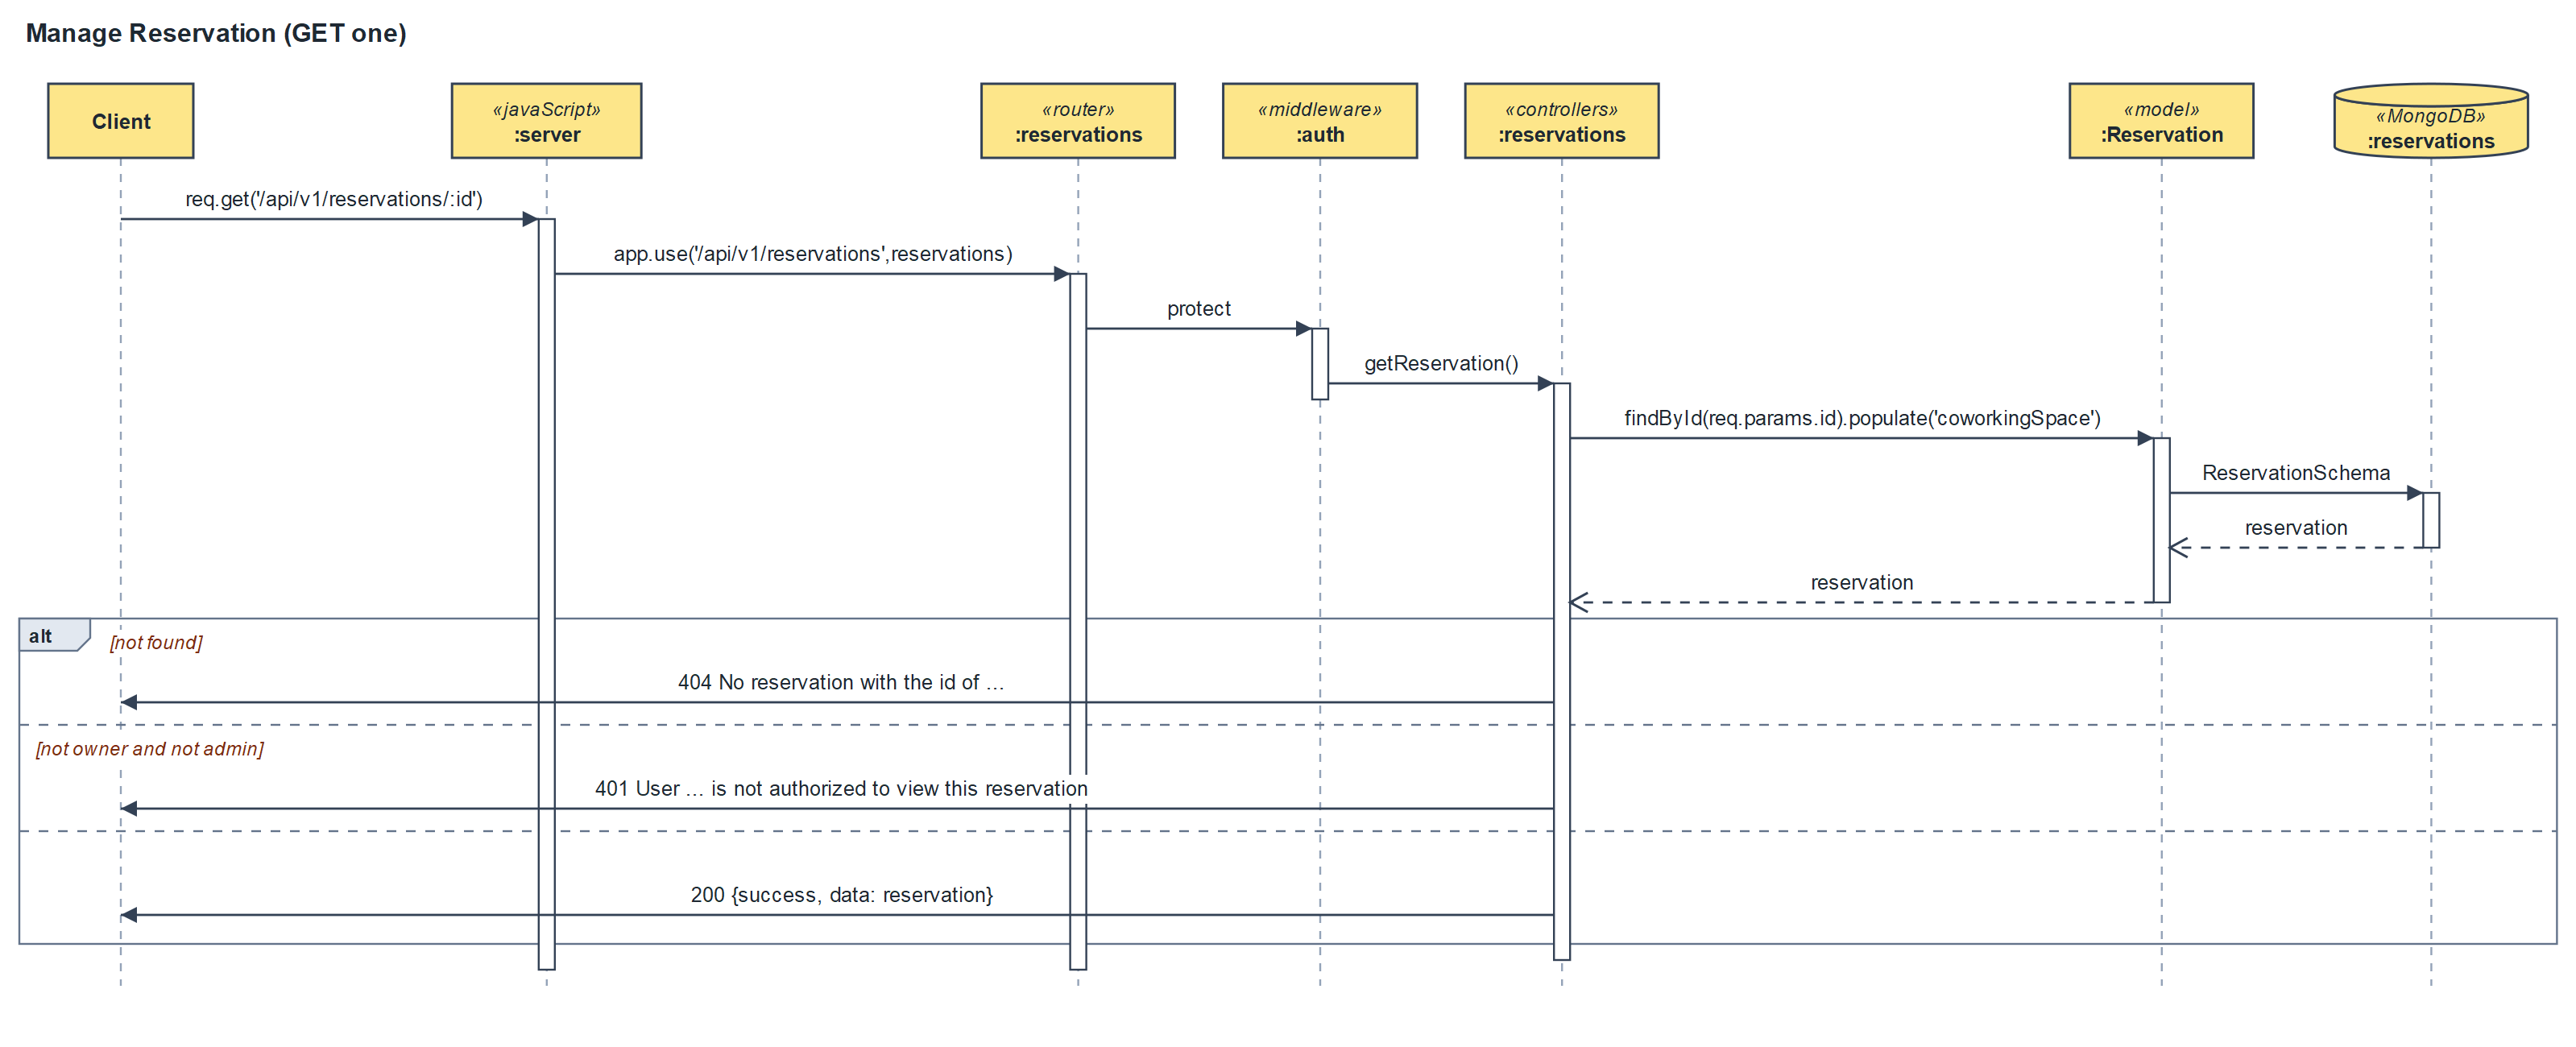 Manage Reservation (GET one)
Client
«javaScript»
:server
«router»
:reservations
«middleware»
:auth
«controllers»
:reservations
«model»
:Reservation
«MongoDB»
:reservations
req.get('/api/v1/reservations/:id')
app.use('/api/v1/reservations',reservations)
protect
getReservation()
findById(req.params.id).populate('coworkingSpace')
ReservationSchema
reservation
reservation
alt
[not found]
404 No reservation with the id of ...
[not owner and not admin]
401 User ... is not authorized to view this reservation
200 {success, data: reservation}